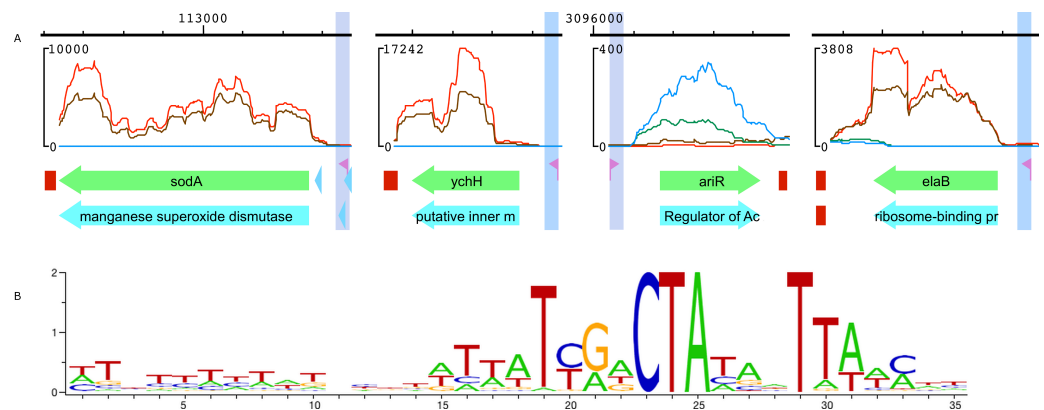 113000 3096000
A
10000 17242 400 3808
0 0 0 0
sodA ychH ariR elaB
manganese superoxide dismutase putative inner m Regulator of Ac ribosome-binding pr
B
2
1
0
5 10 15 20 25 30 35